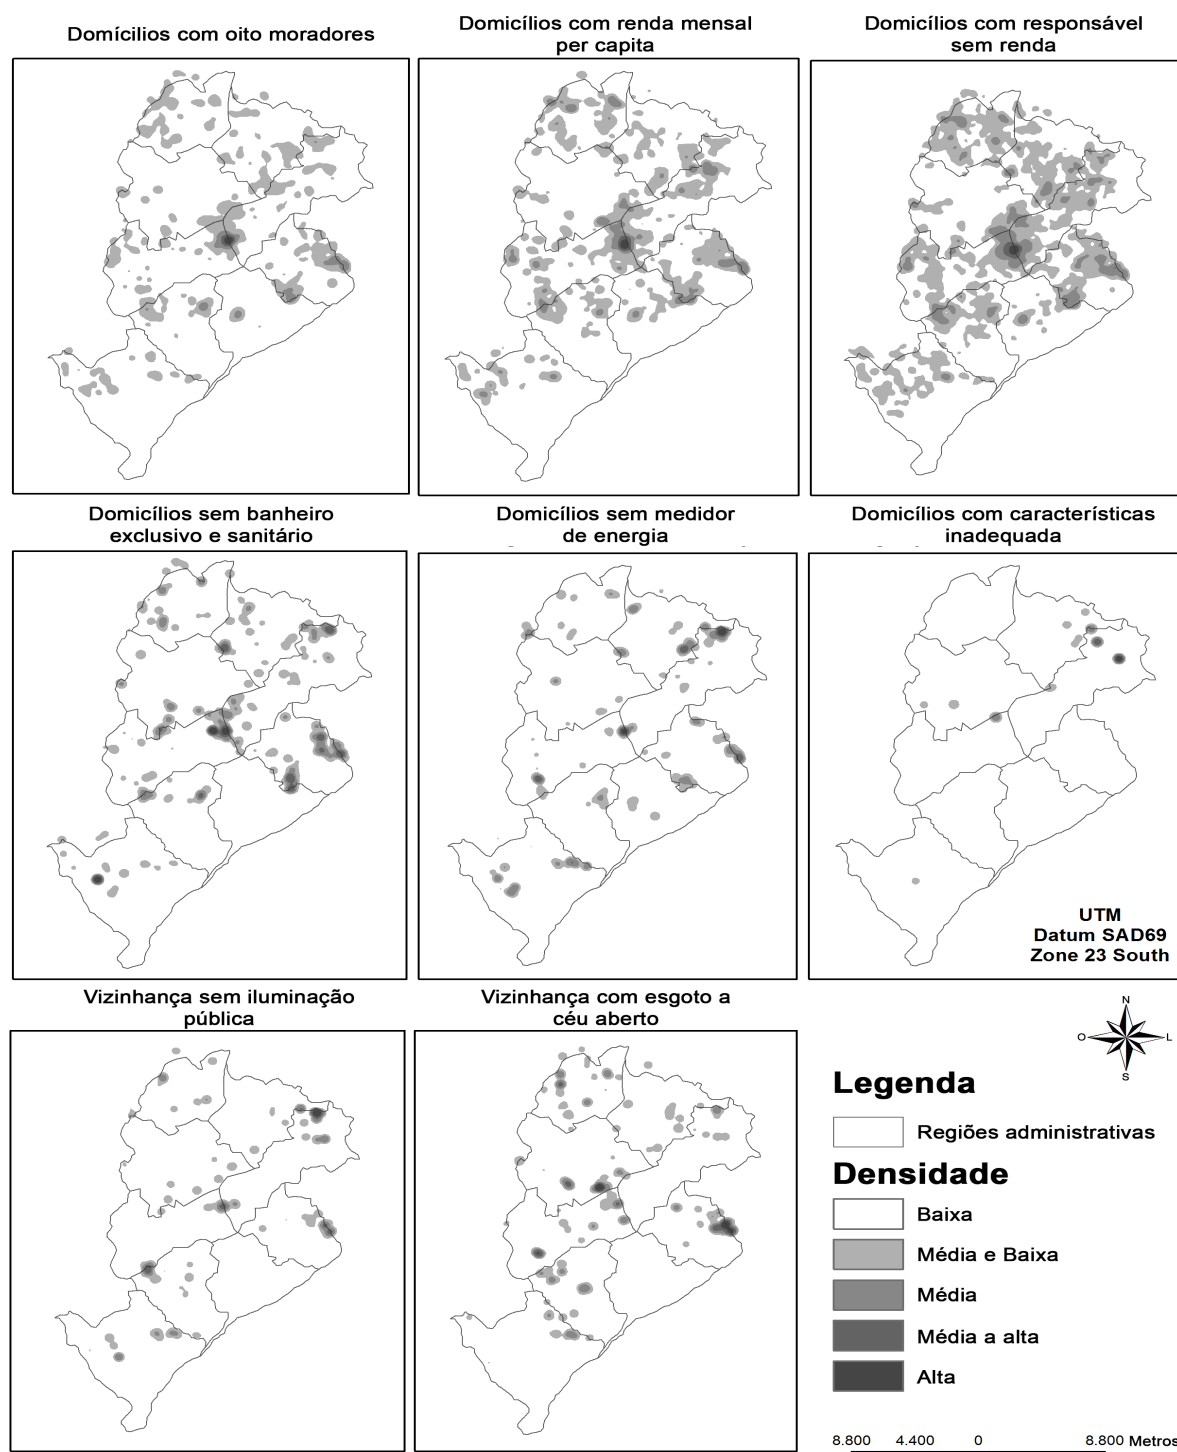 Domícilios com oito moradores
Domicílios com renda mensal
per capita
Domicílios com responsável
sem renda
Domicílios sem banheiro
exclusivo e sanitário
Domicílios sem medidor
de energia
Domicílios com características
inadequada
UTM
Datum SAD69
Zone 23 South
Vizinhança sem iluminação
pública
Vizinhança com esgoto a
céu aberto
N
O
L
S
Legenda
Regiões administrativas
Densidade
Baixa
Média e Baixa
Média
Média a alta
Alta
8.800 4.400 0 8.800 Metros